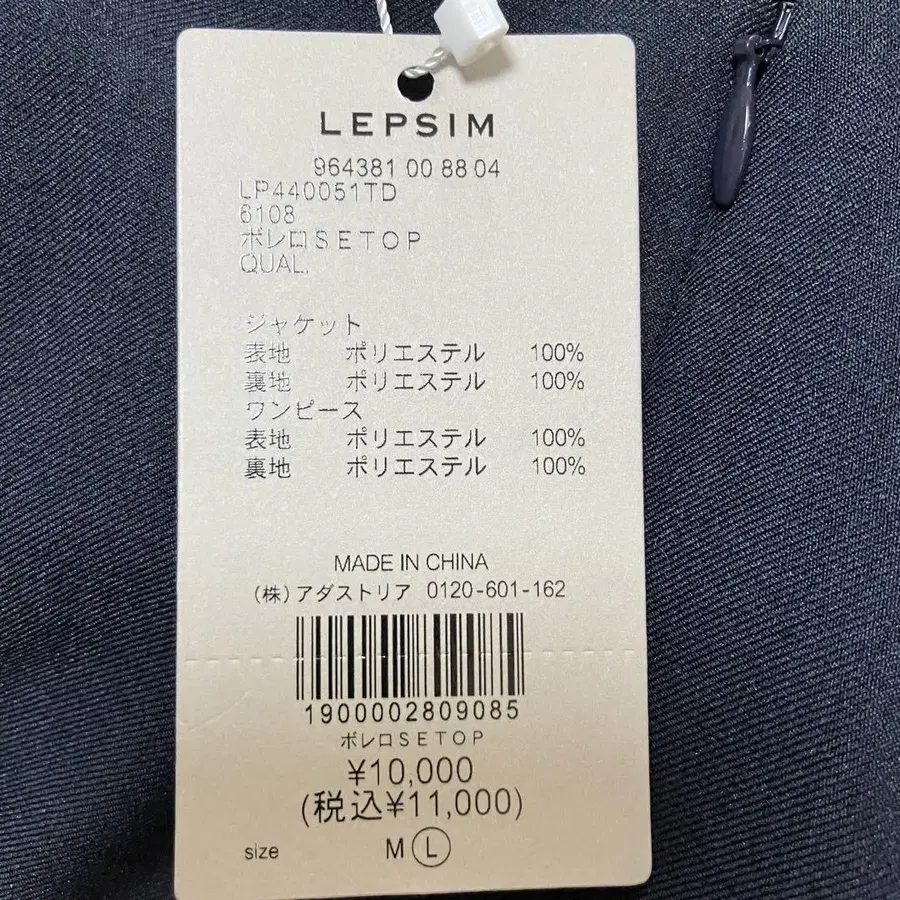 LEPSIM
964381 00 88 04
LP440051TD
6108
ボレロSETOP
QUAL.
ジャケット
表地 ポリエステル 100%
裏地 ポリエステル 100%
ワンピース
表地 ポリエステル 100%
裏地 ポリエステル 100%
MADE IN CHINA
(株)アダストリア 0120-601-162
1900002809085
ボレロSETOP
¥10,000
(税込¥11,000)
size M L